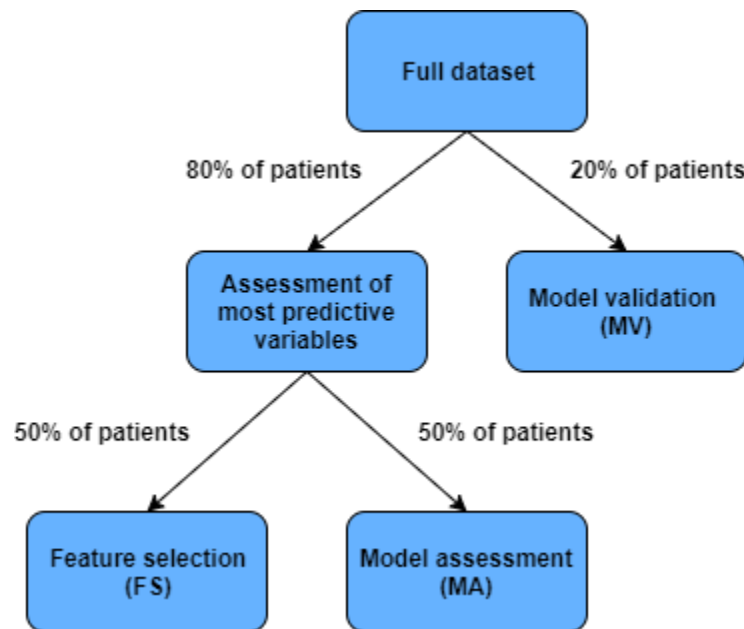 Full dataset
80% of patients
20% of patients
Assessment of
most predictive
variables
Model validation
(MV)
50% of patients
50% of patients
Feature selection
(FS)
Model assessment
(MA)